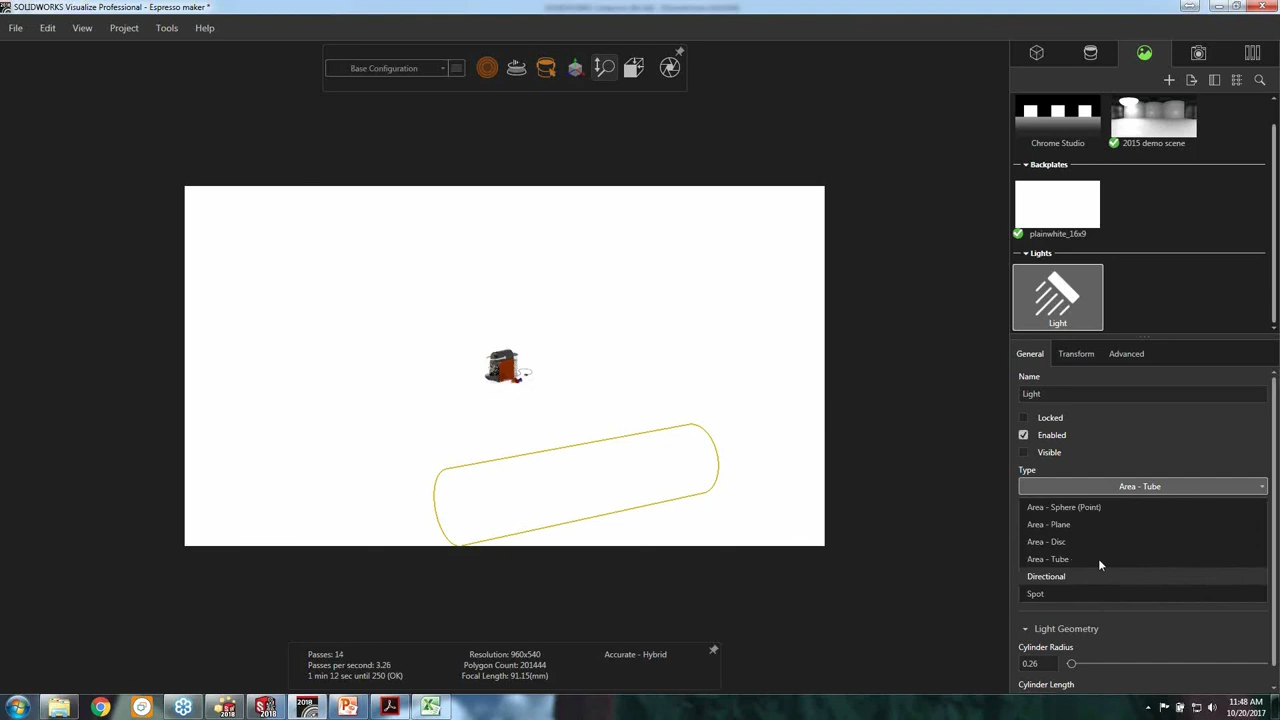 SOLIDWORKS Visualize Professional - Espresso maker *
File Edit View Project Tools Help
Base Configuration
Chrome Studio
2015 demo scene
Backplates
plainwhite_16x9
Lights
Light
General Transform Advanced
Name
Light
Locked
Enabled
Visible
Type
Area - Tube
Area - Sphere (Point)
Area - Plane
Area - Disc
Area - Tube
Directional
Spot
Light Geometry
Cylinder Radius
0.26
Cylinder Length
Passes: 14
Passes per second: 3.26
1 min 12 sec until 250 (OK)
Resolution: 960x540
Polygon Count: 201444
Focal Length: 91.15(mm)
Accurate - Hybrid
2018
2018
2018
11:48 AM
10/20/2017